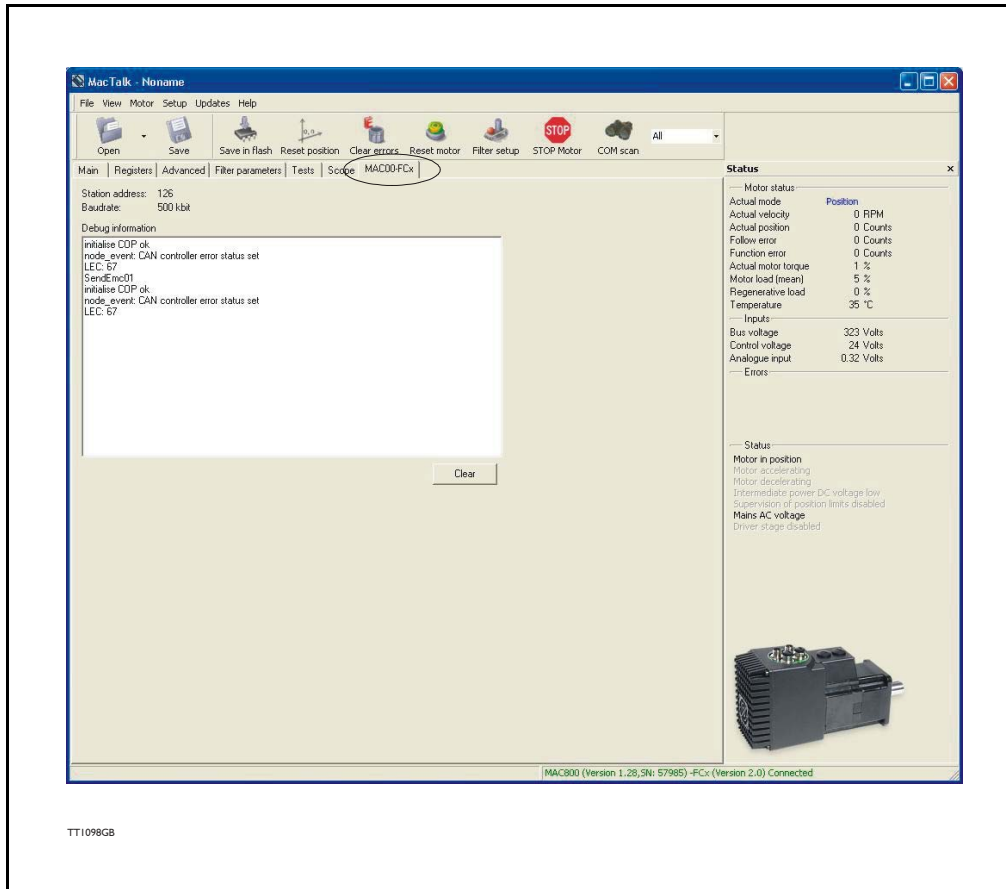 MacTalk - Noname
File View Motor Setup Updates Help
Open Save Save in flash Reset position Clear errors Reset motor Filter setup STOP Motor COM scan All
STOP
Main Registers Advanced Filter parameters Tests Scope MAC00-FCx
Station address: 126
Baudrate: 500 kbit
Debug information
initialise COP ok
node_event: CAN controller error status set
LEC: 67
SendEmc01
initialise COP ok
node_event: CAN controller error status set
LEC: 67
Clear
Status
Motor status
Actual mode Position
Actual velocity 0 RPM
Actual position 0 Counts
Follow error 0 Counts
Function error 0 Counts
Actual motor torque 1 %
Motor load (mean) 5 %
Regenerative load 0 %
Temperature 35 °C
Inputs
Bus voltage 323 Volts
Control voltage 24 Volts
Analogue input 0.32 Volts
Errors
Status
Motor in position
Motor accelerating
Motor decelerating
Intermediate power DC voltage low
Supervision of position limits disabled
Mains AC voltage
Driver stage disabled
MAC800 (Version 1.28,SN: 57985) -FCx (Version 2.0) Connected
TT1098GB